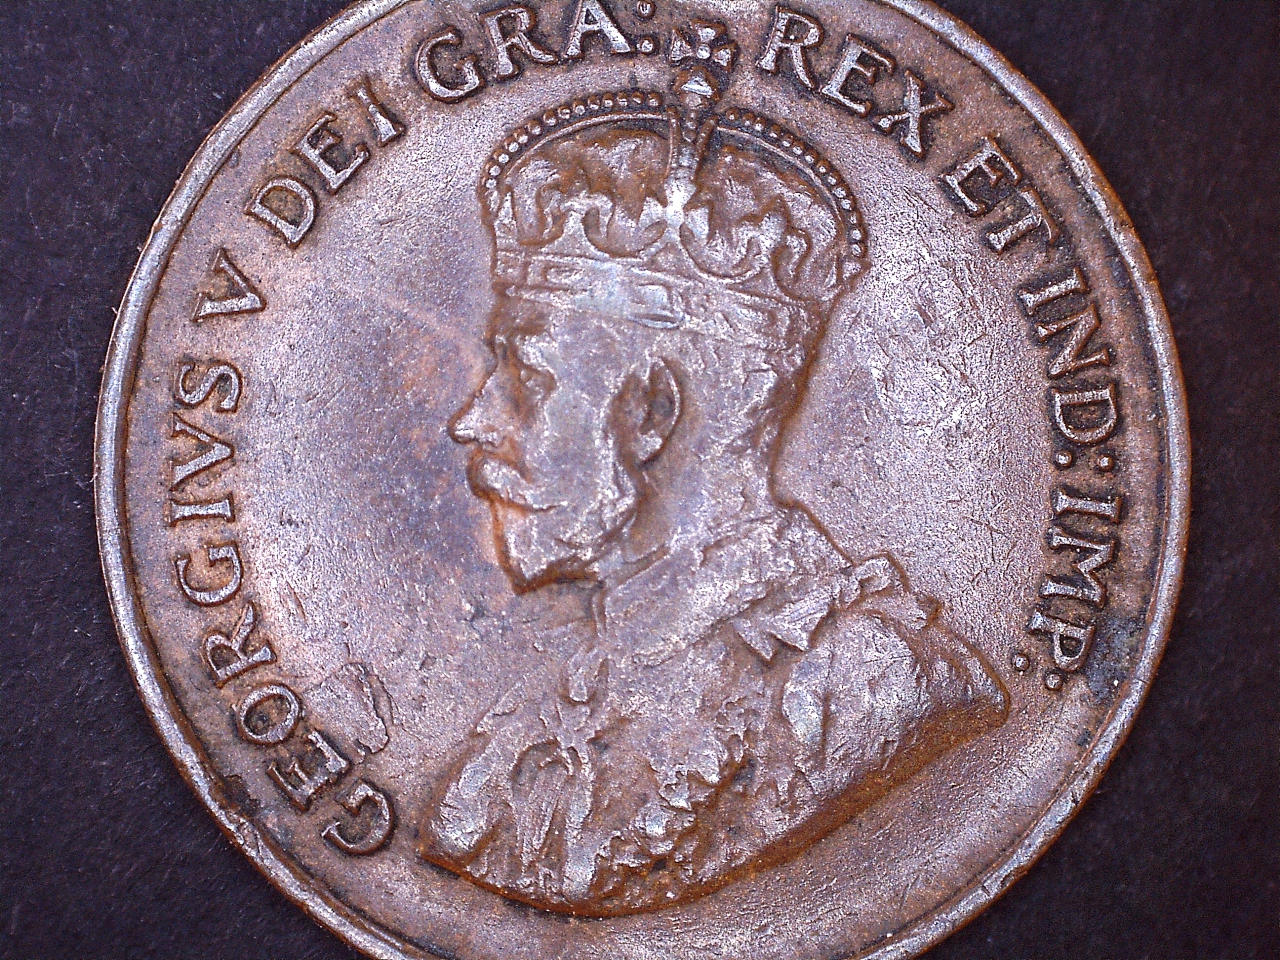 GEORGIVS V DEI GRA: REX ET IND: IMP: